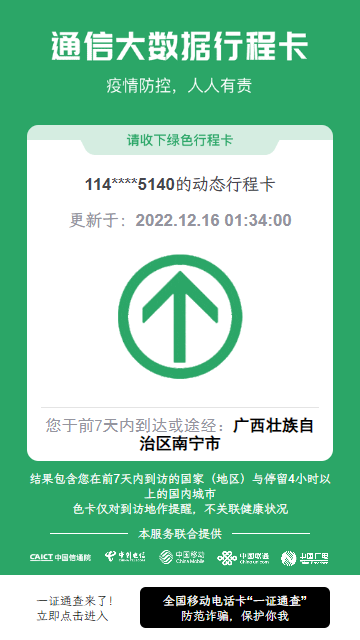 通信大数据行程卡
疫情防控，人人有责
请收下绿色行程卡
114****5140的动态行程卡
更新于：2022.12.16 01:34:00
您于前7天内到达或途经：广西壮族自
治区南宁市
结果包含您在前7天内到访的国家（地区）与停留4小时以
上的国内城市
色卡仅对到访地作提醒，不关联健康状况
本服务联合提供
CAICT 中国信通院
中国电信
中国移动
China Mobile
中国联通
China unicom
中国广电
一证通查来了！
立即点击进入
全国移动电话卡“一证通查”
防范诈骗，保护你我